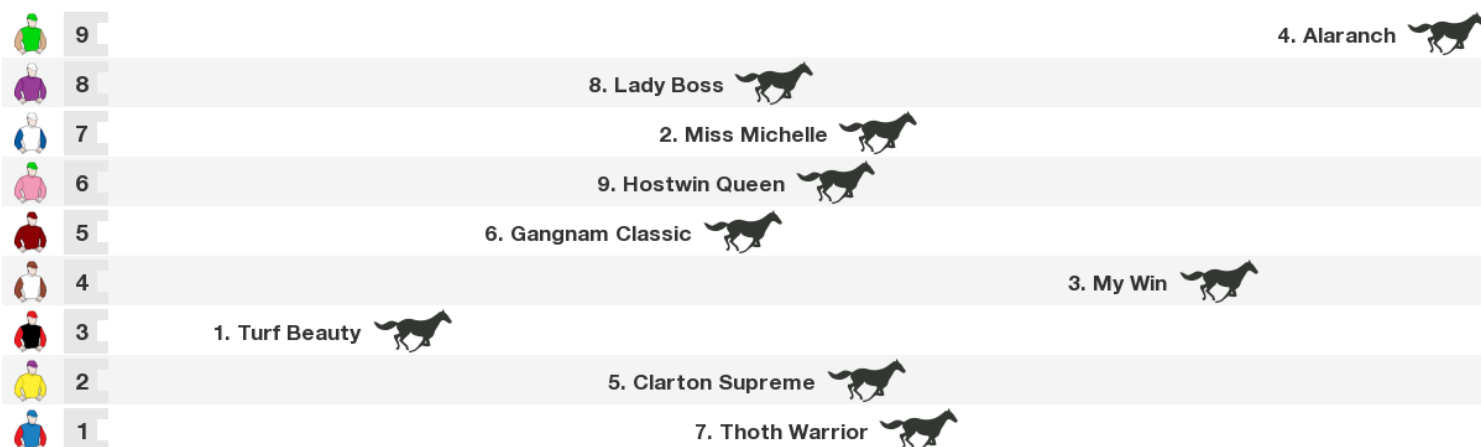 9 4. Alaranch
8 8. Lady Boss
7 2. Miss Michelle
6 9. Hostwin Queen
5 6. Gangnam Classic
4 3. My Win
3 1. Turf Beauty
2 5. Clarton Supreme
1 7. Thoth Warrior